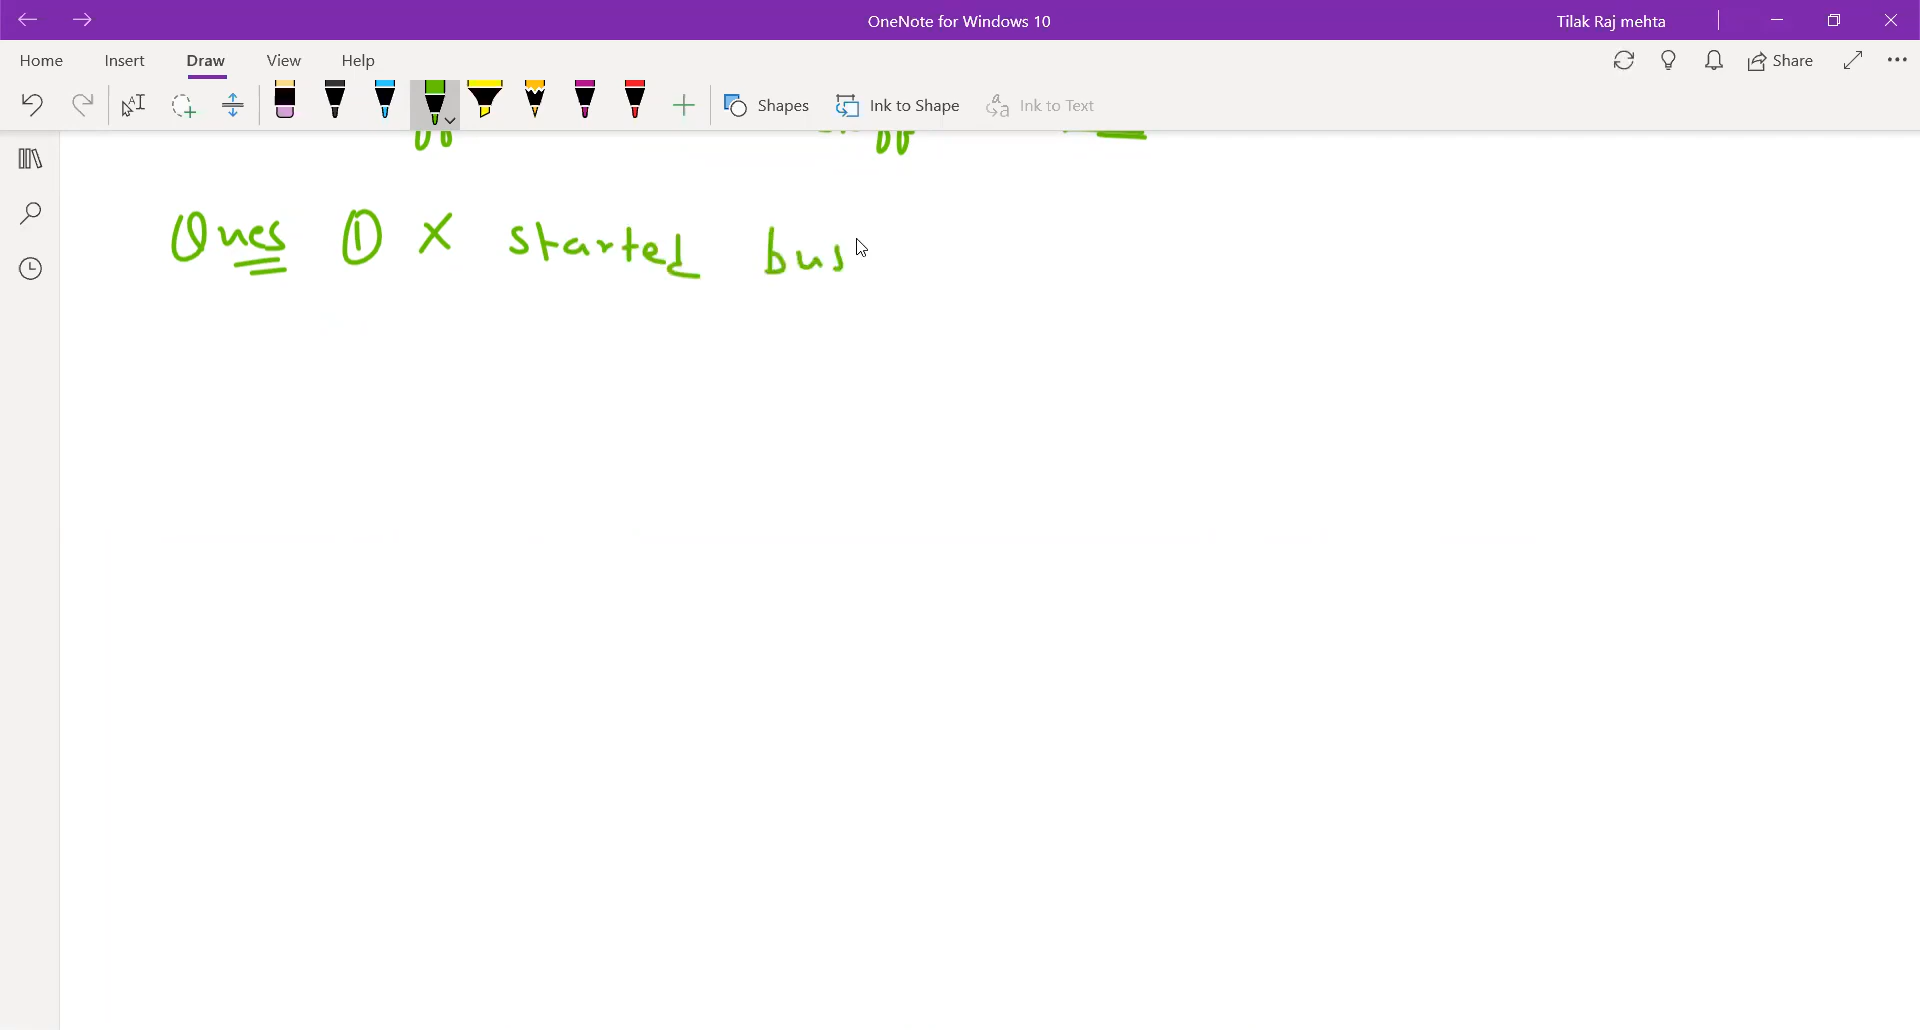 OneNote for Windows 10
Tilak Raj mehta
Home Insert Draw View Help
Share
Shapes Ink to Shape Ink to Text
Ques ① X started bus